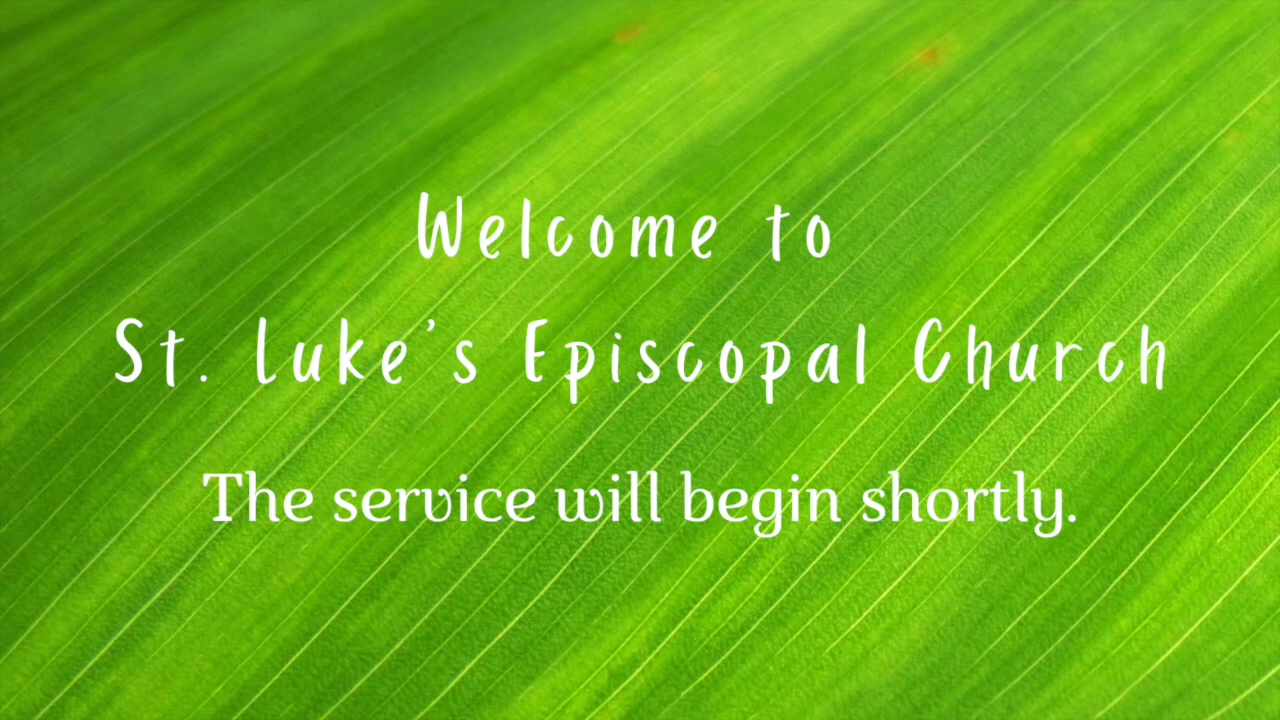 Welcome to
St. Luke's Episcopal Church
The service will begin shortly.